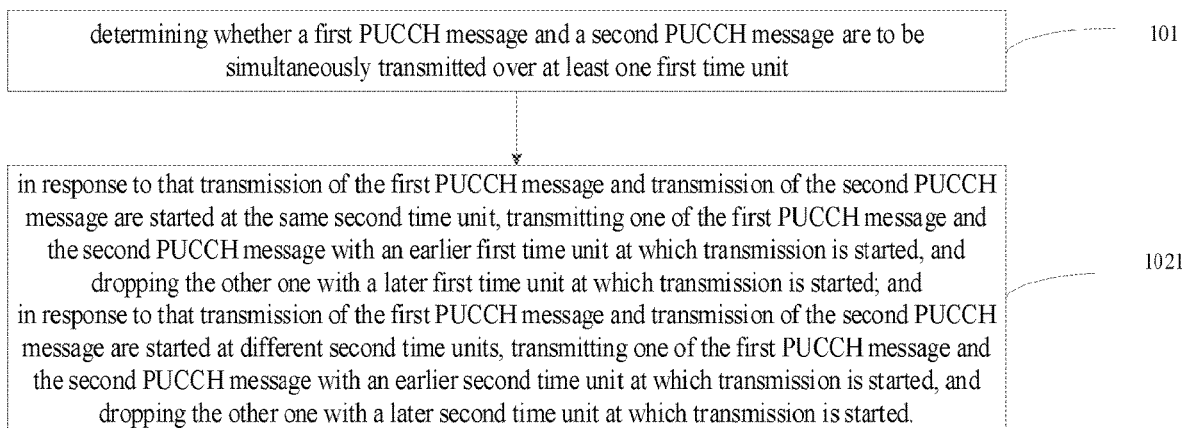 determining whether a first PUCCH message and a second PUCCH message are to be
simultaneously transmitted over at least one first time unit
101
in response to that transmission of the first PUCCH message and transmission of the second PUCCH
message are started at the same second time unit, transmitting one of the first PUCCH message and
the second PUCCH message with an earlier first time unit at which transmission is started, and
dropping the other one with a later first time unit at which transmission is started; and
in response to that transmission of the first PUCCH message and transmission of the second PUCCH
message are started at different second time units, transmitting one of the first PUCCH message and
the second PUCCH message with an earlier second time unit at which transmission is started, and
dropping the other one with a later second time unit at which transmission is started.
1021